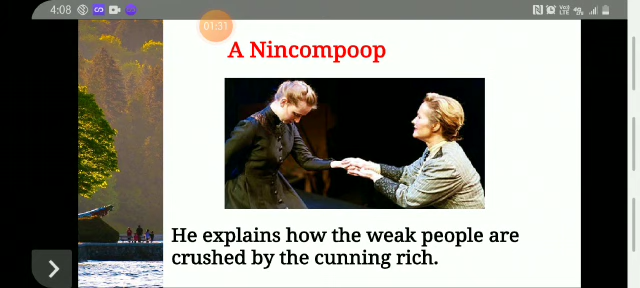 4:08
01:31
A Nincompoop
He explains how the weak people are
crushed by the cunning rich.